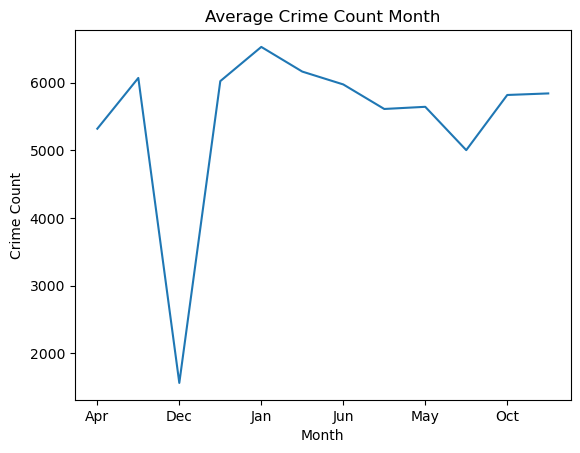 Average Crime Count Month
Crime Count
6000
5000
4000
3000
2000
Apr Dec Jan Jun May Oct
Month